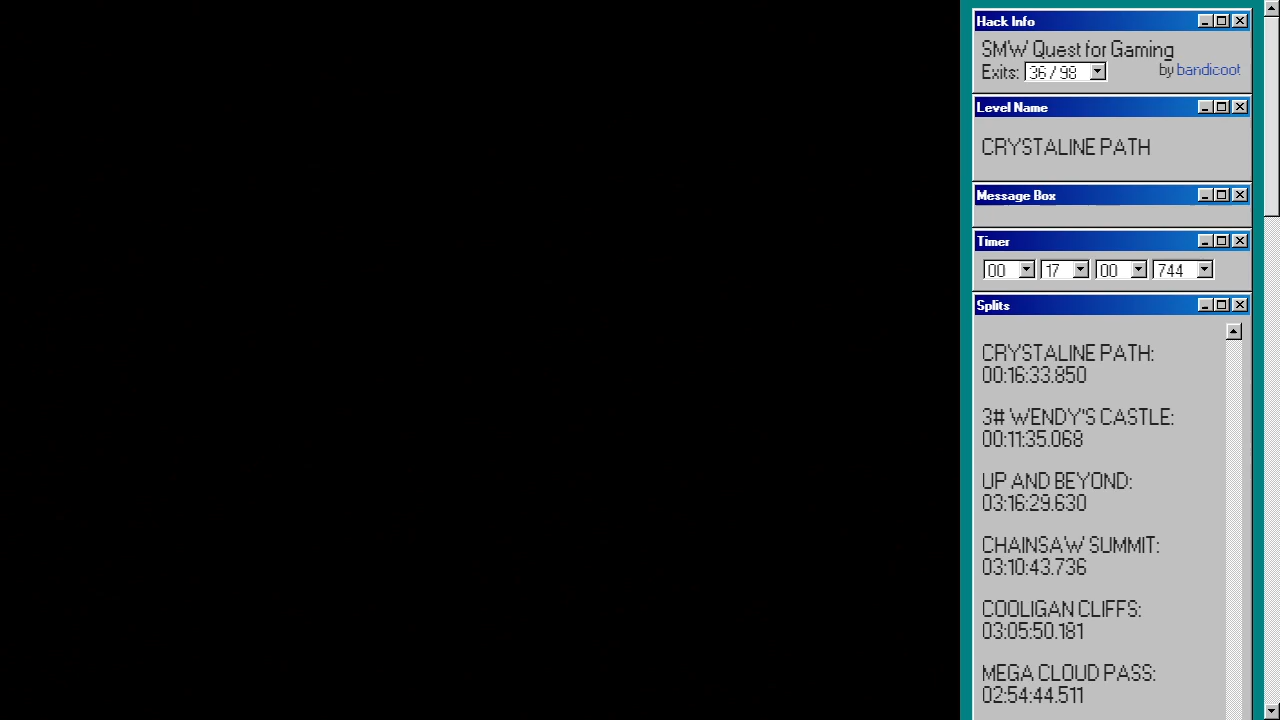 Hack Info
SMW Quest for Gaming
Exits: 36 / 98
by bandicoot
Level Name
CRYSTALINE PATH
Message Box
Timer
00 17 00 744
Splits
CRYSTALINE PATH:
00:16:33.850
3# WENDY'S CASTLE:
00:11:35.068
UP AND BEYOND:
03:16:29.630
CHAINSAW SUMMIT:
03:10:43.736
COOLIGAN CLIFFS:
03:05:50.181
MEGA CLOUD PASS:
02:54:44.511